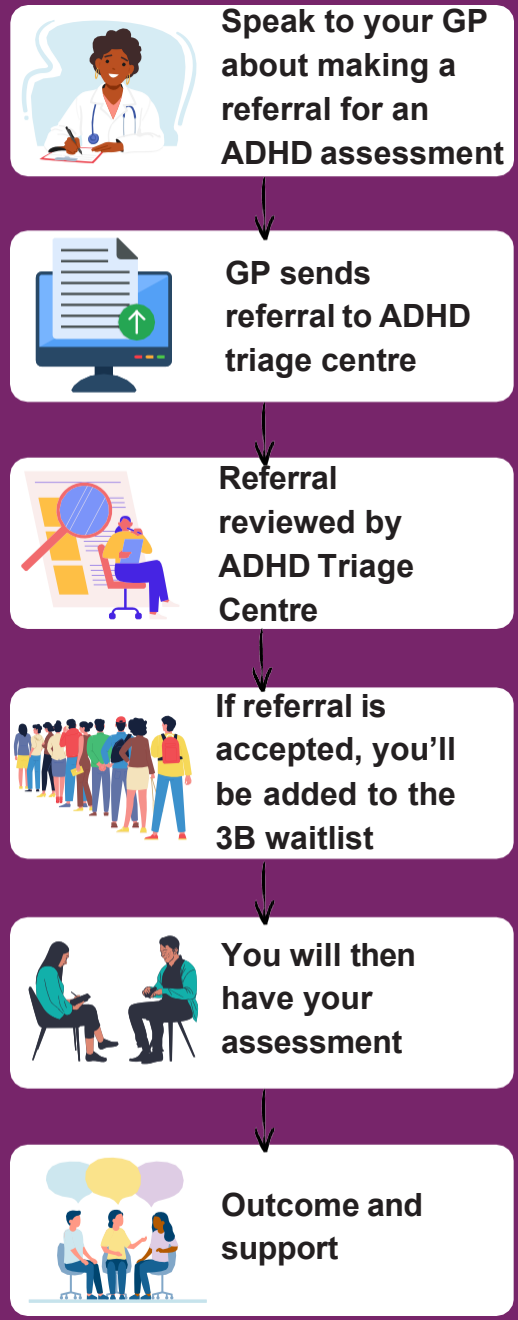 Speak to your GP
about making a
referral for an
ADHD assessment
GP sends
referral to ADHD
triage centre
Referral
reviewed by
ADHD Triage
Centre
If referral is
accepted, you’ll
be added to the
3B waitlist
You will then
have your
assessment
Outcome and
support